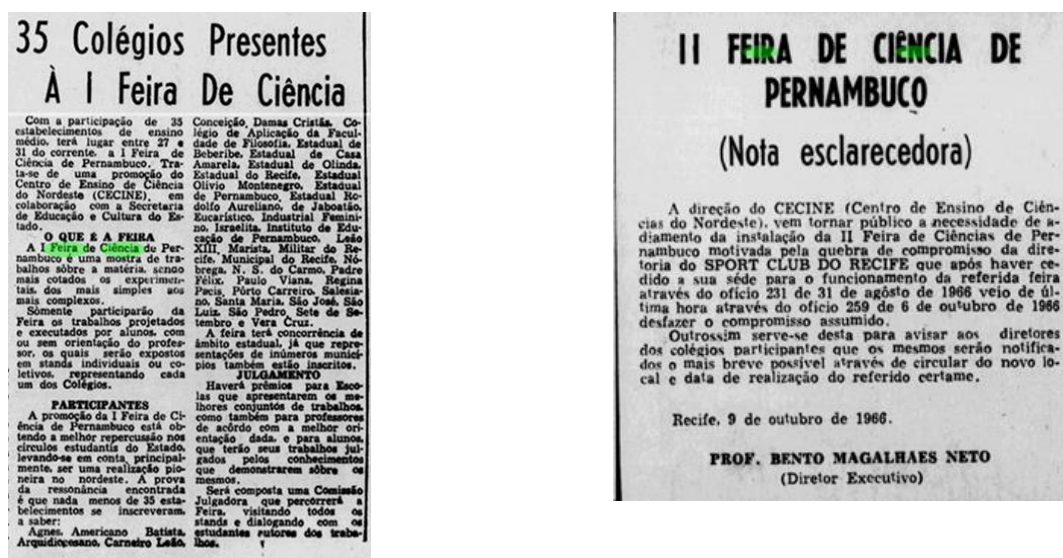 35 Colégios Presentes
À I Feira De Ciência
Com a participação de 35
estabelecimentos de ensino
médio, terá lugar entre 27 e
31 do corrente, a I Feira de
Ciência de Pernambuco. Tra-
ta-se de uma promoção do
Centro de Ensino de Ciência
do Nordeste (CECINE), em
colaboração com a Secretaria
de Educação e Cultura do Es-
tado.
O QUE É A FEIRA
A I Feira de Ciência de Per-
nambuco é uma mostra de tra-
balhos sôbre a matéria, sendo
mais cotados os experimen-
tais, dos mais simples aos
mais complexos.
Sòmente participarão da
Feira os trabalhos projetados
e executados por alunos, com
ou sem orientação do profes-
sor, os quais serão expostos
em stands individuais ou co-
letivos, representando cada
um dos Colégios.
PARTICIPANTES
A promoção da I Feira de Ci-
ência de Pernambuco está ob-
tendo a melhor repercussão nos
círculos estudantis do Estado,
levando-se em conta, principal-
mente, ser uma realização pio-
neira no nordeste. A prova
da ressonância encontrada
é que nada menos de 35 esta-
belecimentos se inscreveram,
a saber:
Agnes, Americano Batista,
Arquidiocesano, Carneiro Leão,
Conceição, Damas Cristãs, Co-
légio de Aplicação da Facul-
dade de Filosofia, Estadual de
Beberibe, Estadual de Casa
Amarela, Estadual de Olinda,
Estadual do Recife, Estadual
Olívio Montenegro, Estadual
de Pernambuco, Estadual Ro-
dolfo Aureliano, de Jaboatão,
Eucarístico, Industrial Femini-
no, Israelita, Instituto de Edu-
cação de Pernambuco, Leão
XIII, Marista, Militar do Re-
cife, Municipal do Recife, Nó-
brega, N. S. do Carmo, Padre
Félix, Paulo Viana, Regina
Pacis, Pôrto Carreiro, Salesia-
no, Santa Maria, São José, São
Luiz, São Pedro, Sete de Se-
tembro e Vera Cruz.
A feira terá concorrência de
âmbito estadual, já que repre-
sentações de inúmeros municí-
pios também estão inscritos.
JULGAMENTO
Haverá prêmios para Esco-
las que apresentarem os me-
lhores conjuntos de trabalhos,
como também para professores
de acôrdo com a melhor ori-
entação dada, e para alunos,
que terão seus trabalhos jul-
gados pelos conhecimentos
que demonstrarem sôbre os
mesmos.
Será composta uma Comissão
Julgadora que percorrerá a
Feira, visitando todos os
stands e dialogando com os
estudantes autores dos traba-
lhos.
II FEIRA DE CIÊNCIA DE
PERNAMBUCO
(Nota esclarecedora)
A direção do CECINE (Centro de Ensino de Ciên-
cias do Nordeste), vem tornar público a necessidade de a-
diamento da instalação da II Feira de Ciências de Per-
nambuco motivada pela quebra de compromisso da dire-
toria do SPORT CLUB DO RECIFE que após haver ce-
dido a sua séde para o funcionamento da referida feira
através do ofício 231 de 31 de agôsto de 1966 veio de úl-
tima hora através do ofício 259 de 6 de outubro de 1966
desfazer o compromisso assumido.
Outrossim serve-se desta para avisar aos diretores
dos colégios participantes que os mesmos serão notifica-
dos o mais breve possível através de circular do novo lo-
cal e data de realização do referido certame.
Recife, 9 de outubro de 1966.
PROF. BENTO MAGALHAES NETO
(Diretor Executivo)